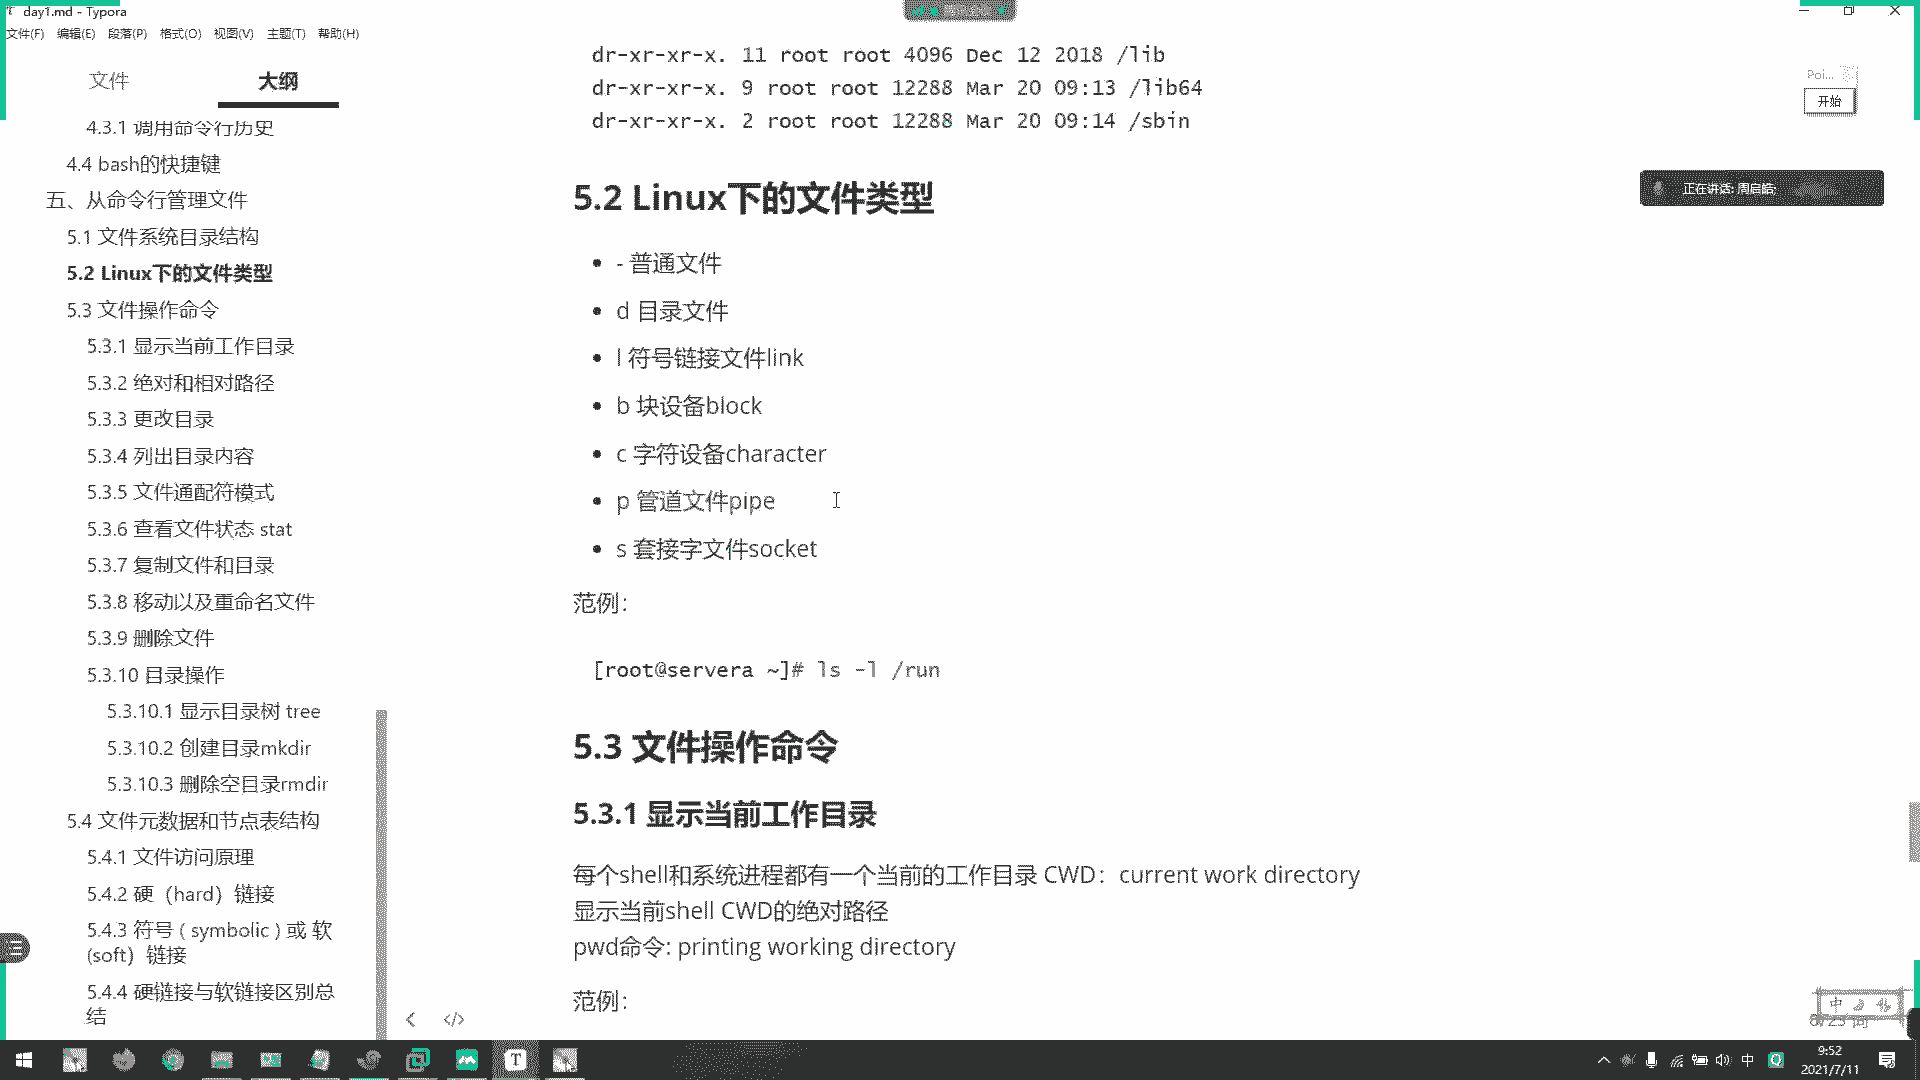 day1.md - Typora
文件(F) 编辑(E) 段落(P) 格式(O) 视图(V) 主题(T) 帮助(H)
文件 大纲
4.3.1 调用命令行历史
4.4 bash的快捷键
五、从命令行管理文件
5.1 文件系统目录结构
5.2 Linux下的文件类型
5.3 文件操作命令
5.3.1 显示当前工作目录
5.3.2 绝对和相对路径
5.3.3 更改目录
5.3.4 列出目录内容
5.3.5 文件通配符模式
5.3.6 查看文件状态 stat
5.3.7 复制文件和目录
5.3.8 移动以及重命名文件
5.3.9 删除文件
5.3.10 目录操作
5.3.10.1 显示目录树 tree
5.3.10.2 创建目录mkdir
5.3.10.3 删除空目录rmdir
5.4 文件元数据和节点表结构
5.4.1 文件访问原理
5.4.2 硬（hard）链接
5.4.3 符号 ( symbolic ) 或 软
(soft）链接
5.4.4 硬链接与软链接区别总
结
dr-xr-xr-x. 11 root root 4096 Dec 12 2018 /lib
dr-xr-xr-x. 9 root root 12288 Mar 20 09:13 /lib64
dr-xr-xr-x. 2 root root 12288 Mar 20 09:14 /sbin
5.2 Linux下的文件类型
- 普通文件
d 目录文件
l 符号链接文件link
b 块设备block
c 字符设备character
p 管道文件pipe
s 套接字文件socket
范例：
[root@servera ~]# ls -l /run
5.3 文件操作命令
5.3.1 显示当前工作目录
每个shell和系统进程都有一个当前的工作目录 CWD：current work directory
显示当前shell CWD的绝对路径
pwd命令: printing working directory
范例：
Poi...
开始
正在讲话: 周启皓;
中
中
9:52
2021/7/11